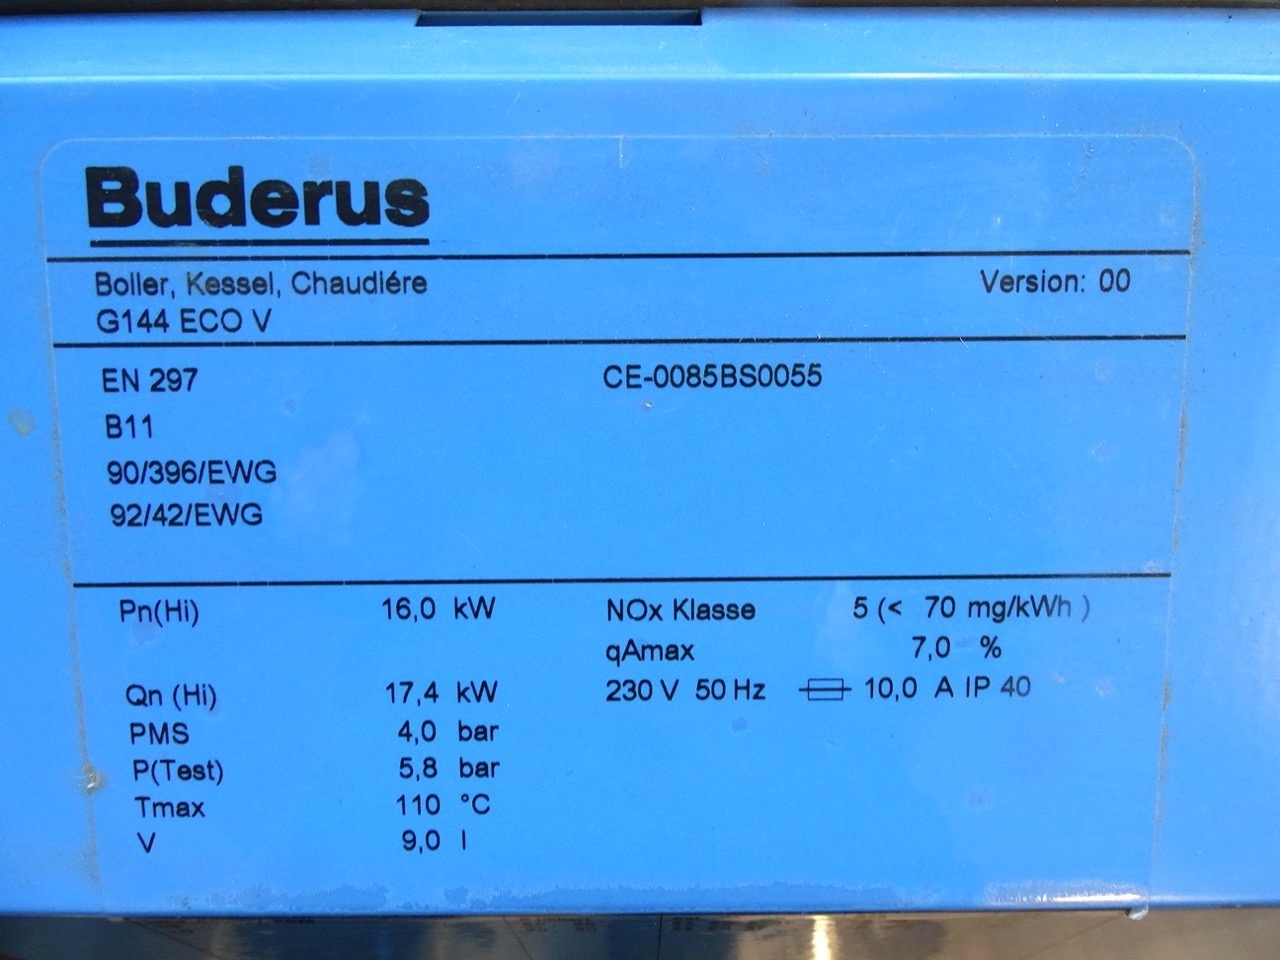 Buderus
Boiler, Kessel, Chaudiére
Version: 00
G144 ECO V
EN 297
CE-0085BS0055
B11
90/396/EWG
92/42/EWG
Pn(Hi) 16,0 kW NOx Klasse 5 (< 70 mg/kWh )
qAmax 7,0 %
Qn (Hi) 17,4 kW 230 V 50 Hz 10,0 A IP 40
PMS 4,0 bar
P(Test) 5,8 bar
Tmax 110 °C
V 9,0 l